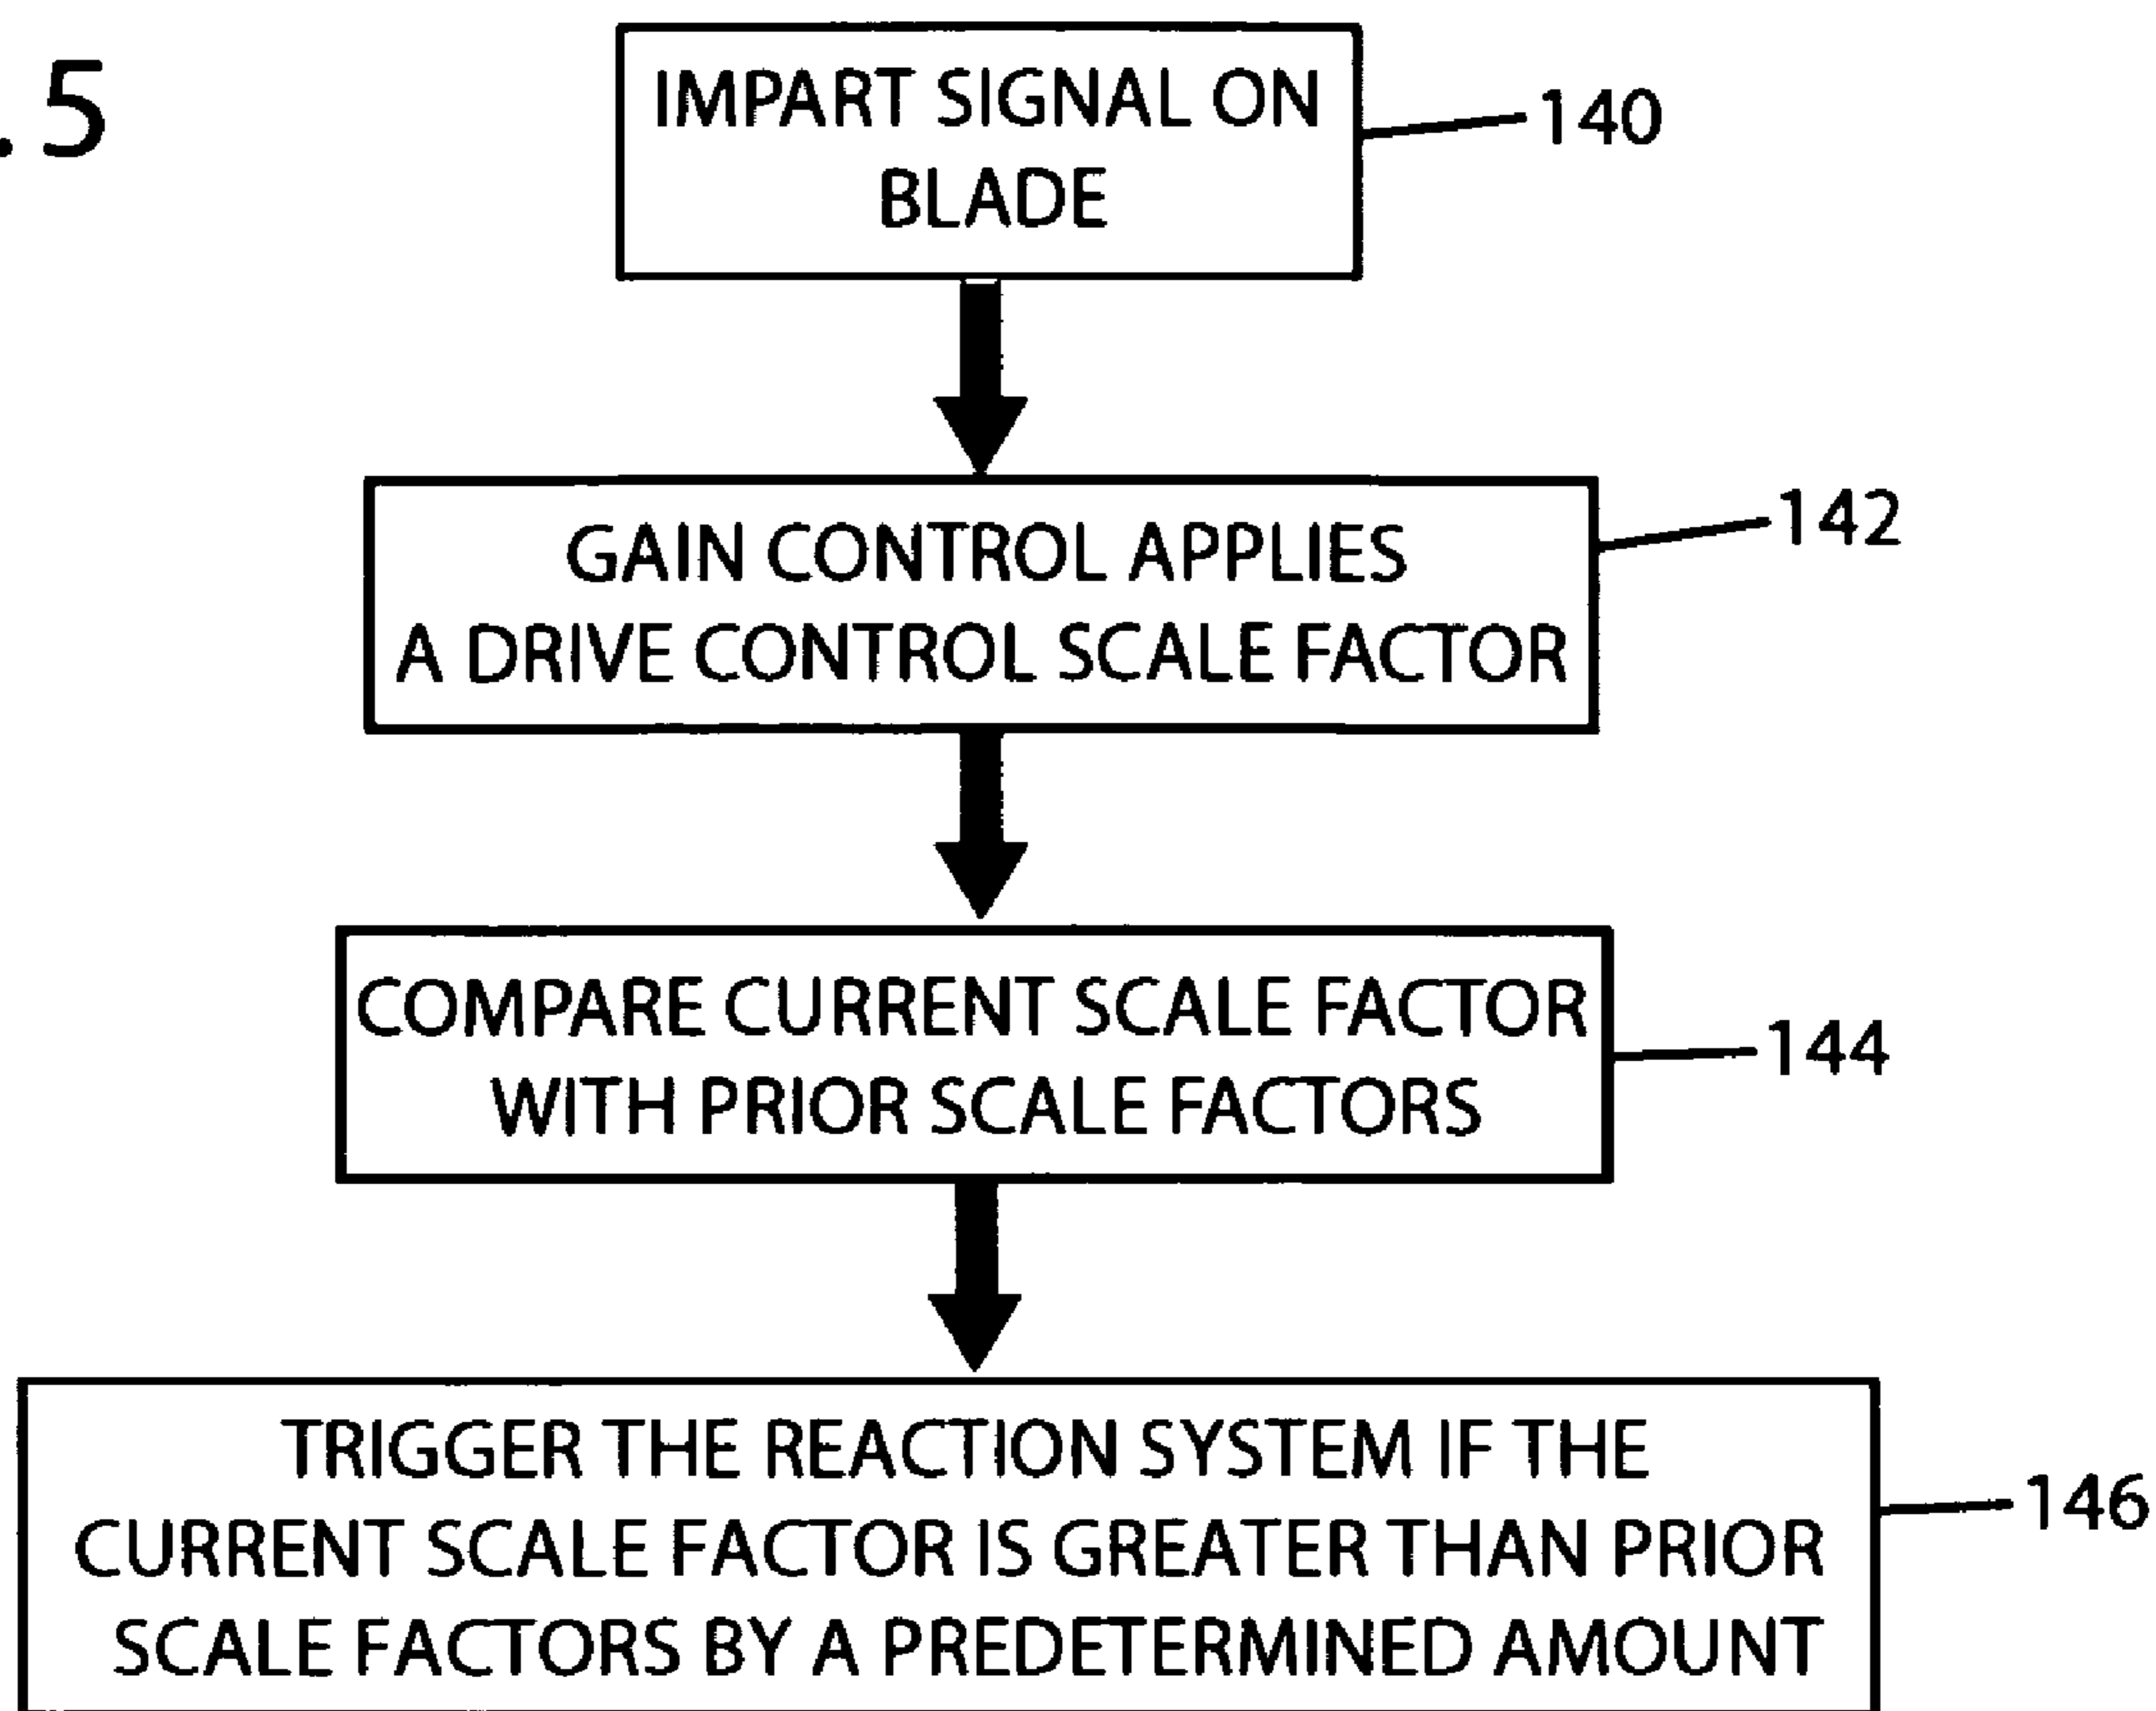 . 5
IMPART SIGNAL ON
BLADE
140
GAIN CONTROL APPLIES
A DRIVE CONTROL SCALE FACTOR
142
COMPARE CURRENT SCALE FACTOR
WITH PRIOR SCALE FACTORS
144
TRIGGER THE REACTION SYSTEM IF THE
CURRENT SCALE FACTOR IS GREATER THAN PRIOR
SCALE FACTORS BY A PREDETERMINED AMOUNT
146